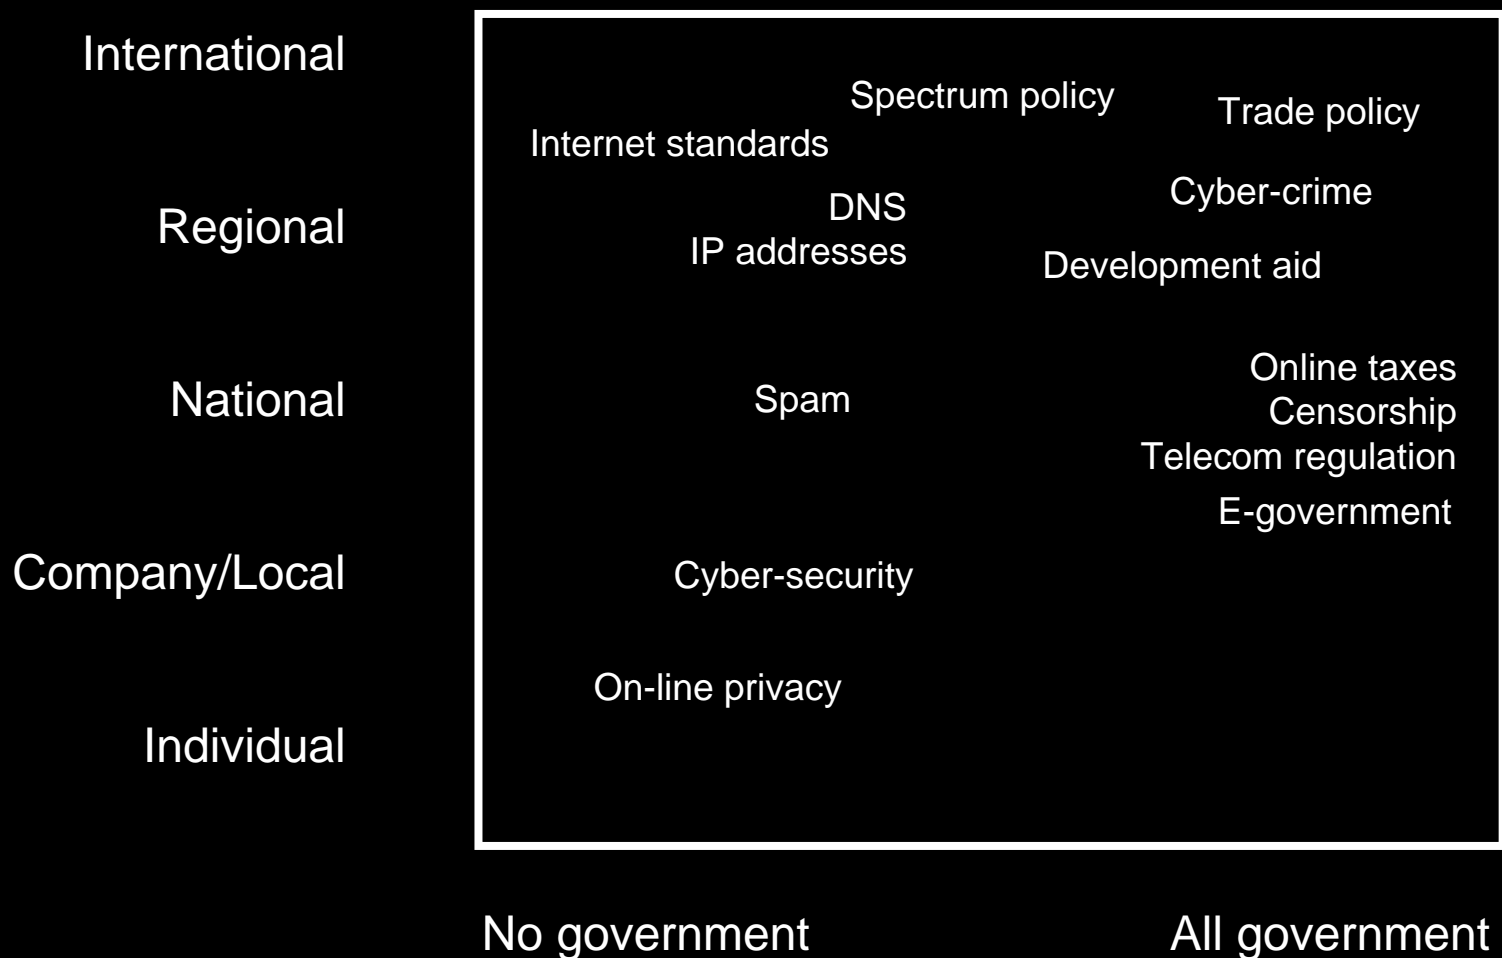 International
Spectrum policy
Trade policy
Internet standards
Cyber-crime
DNS
Regional
IP addresses
Development aid
Online taxes
National
Spam
Censorship
Telecom regulation
E-government
Company/Local
Cyber-security
On-line privacy
Individual
No government
All government